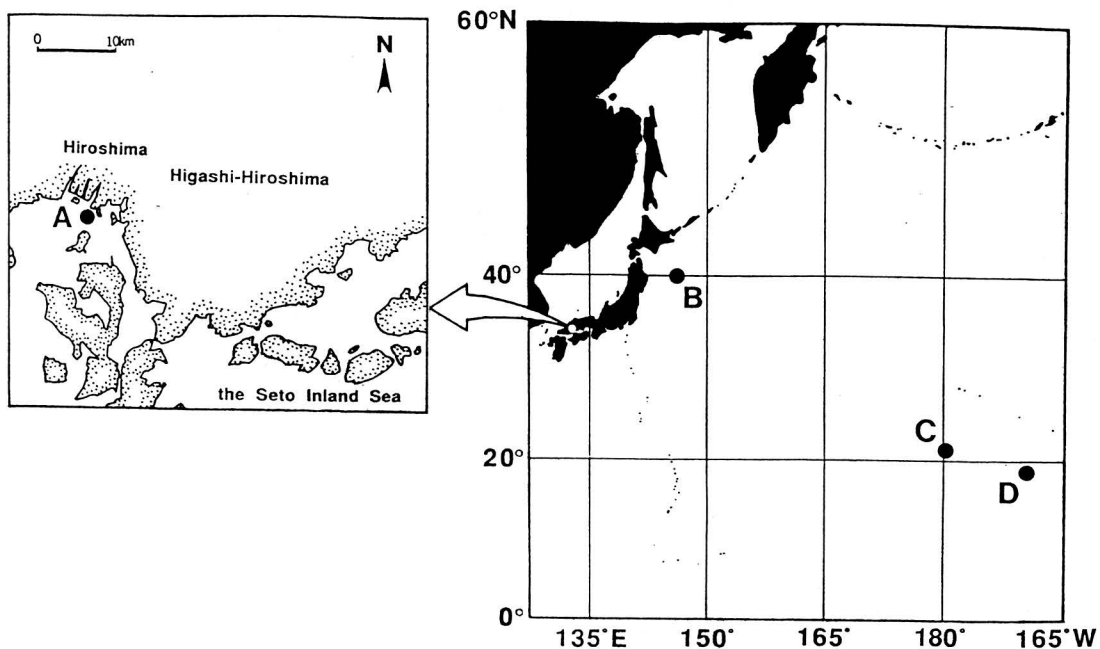 0 10km
N
Hiroshima
Higashi-Hiroshima
A
the Seto Inland Sea
60°N
40°
B
C
20°
D
0°
135°E 150° 165° 180° 165°W